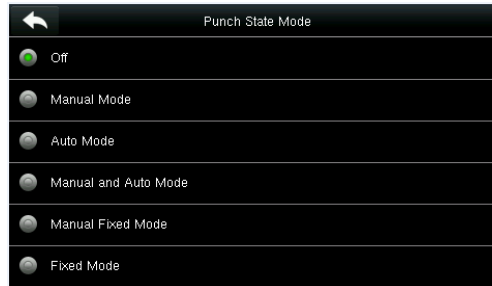 Punch State Mode
Off
Manual Mode
Auto Mode
Manual and Auto Mode
Manual Fixed Mode
Fixed Mode